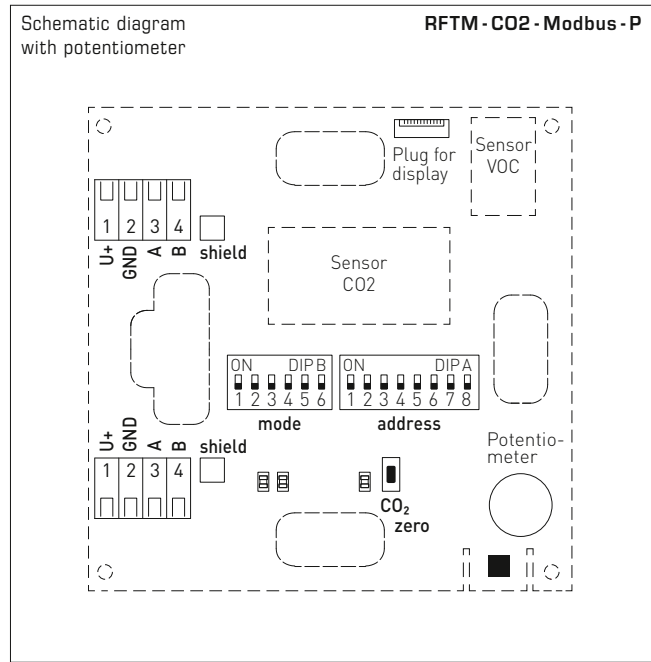 Schematic diagram
with potentiometer
RFTM - CO2 - Modbus - P
Plug for
display
Sensor
VOC
1 2 3 4
U+ GND A B shield
Sensor
CO2
ON DIP B
1 2 3 4 5 6
mode
ON DIP A
1 2 3 4 5 6 7 8
address
U+ GND A B shield
1 2 3 4
Potentio-
meter
CO₂
zero